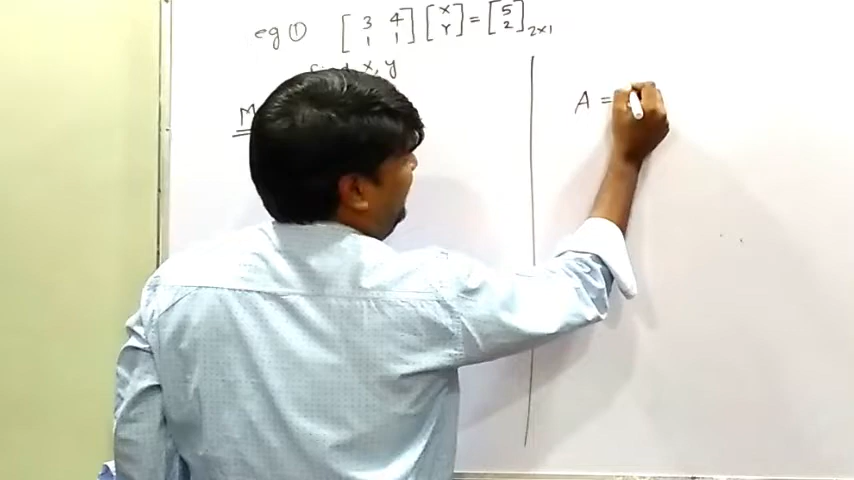 eg ① [3 4 1 1] [x Y] = [5 2] 2×1
find x, y
M
A =